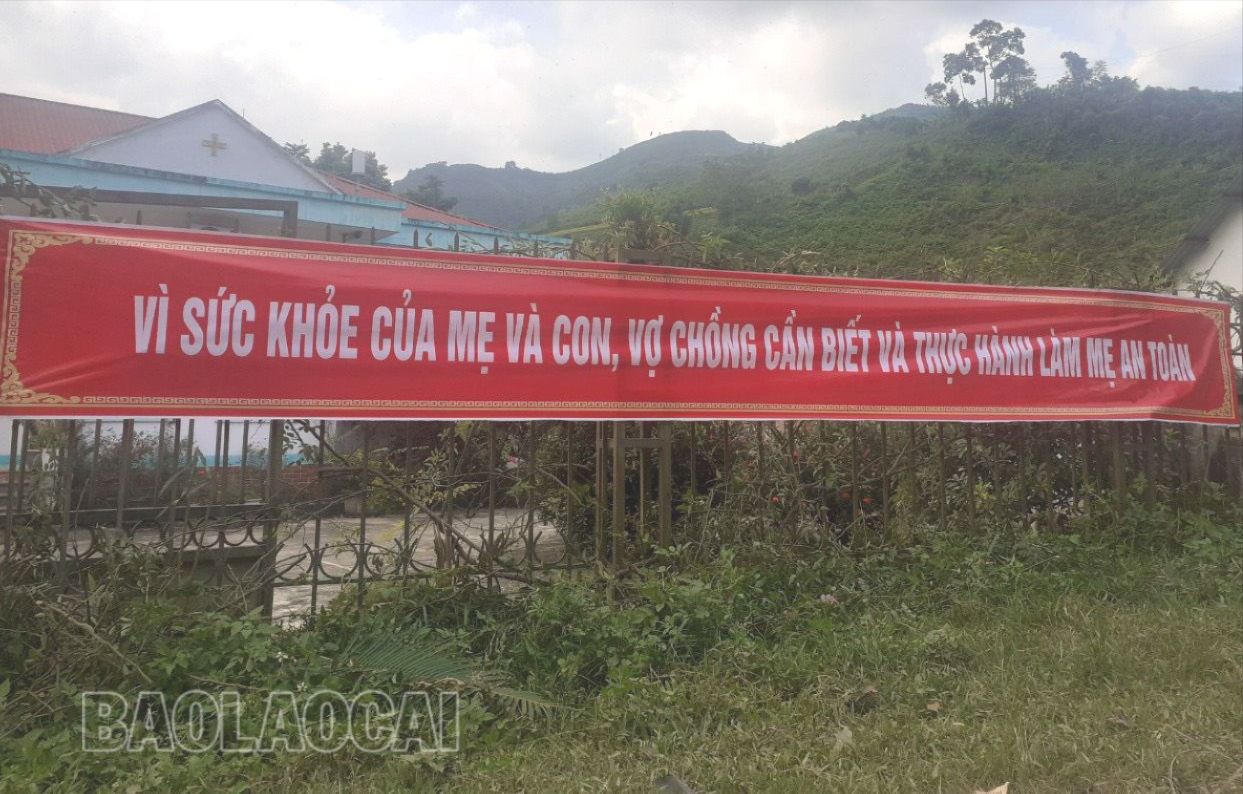 VÌ SỨC KHỎE CỦA MẸ VÀ CON, VỢ CHỒNG CẦN BIẾT VÀ THỰC HÀNH LÀM MẸ AN TOÀN
BAOLAOCAI